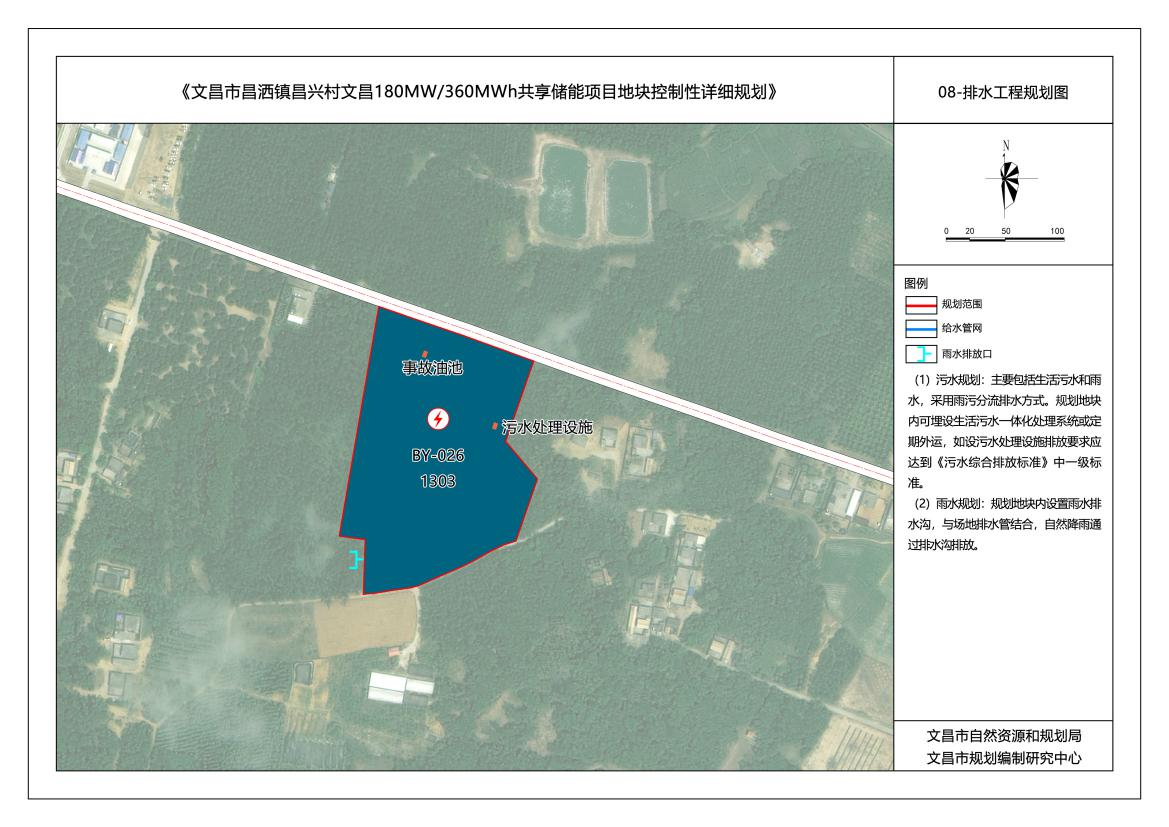 《文昌市昌洒镇昌兴村文昌180MW/360MWh共享储能项目地块控制性详细规划》
08-排水工程规划图
N
0 20 50 100
图例
规划范围
给水管网
雨水排放口
（1）污水规划：主要包括生活污水和雨
水，采用雨污分流排水方式。规划地块
内可埋设生活污水一体化处理系统或定
期外运，如设污水处理设施排放要求应
达到《污水综合排放标准》中一级标
准。
（2）雨水规划：规划地块内设置雨水排
水沟，与场地排水管结合，自然降雨通
过排水沟排放。
事故油池
污水处理设施
BY-026
1303
文昌市自然资源和规划局
文昌市规划编制研究中心